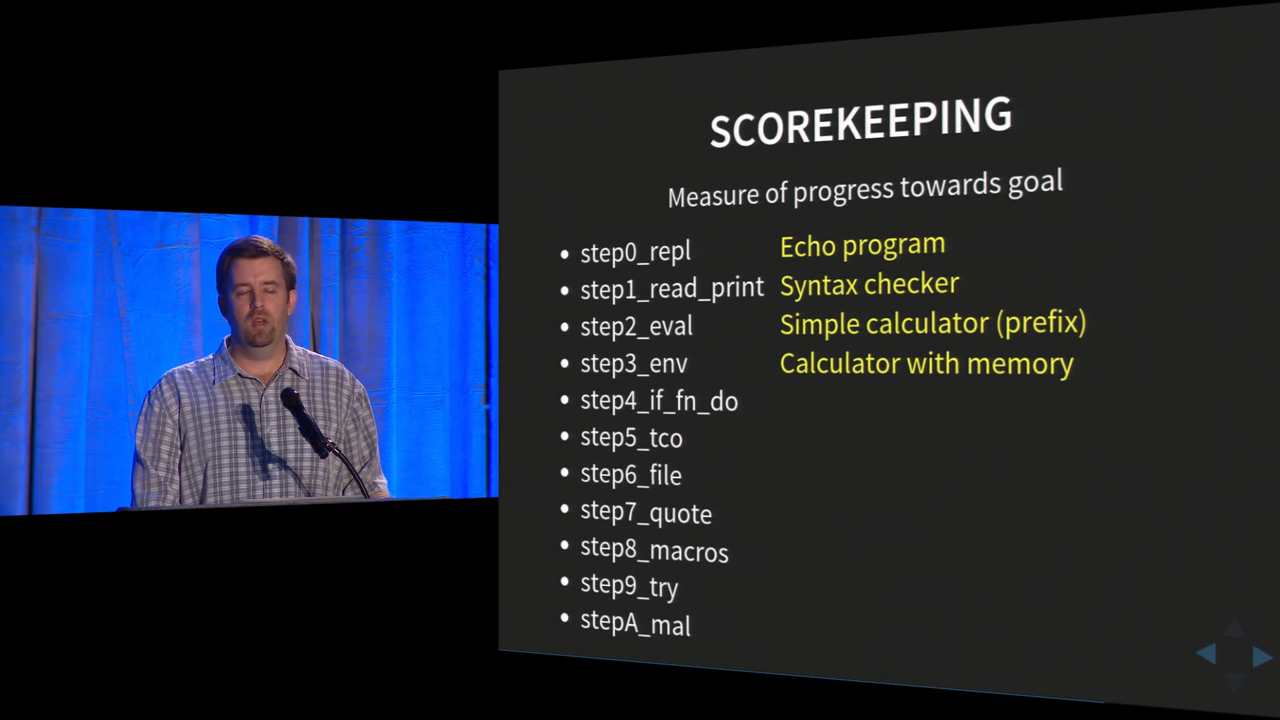 SCOREKEEPING
Measure of progress towards goal
• step0_repl Echo program
• step1_read_print Syntax checker
• step2_eval Simple calculator (prefix)
• step3_env Calculator with memory
• step4_if_fn_do
• step5_tco
• step6_file
• step7_quote
• step8_macros
• step9_try
• stepA_mal